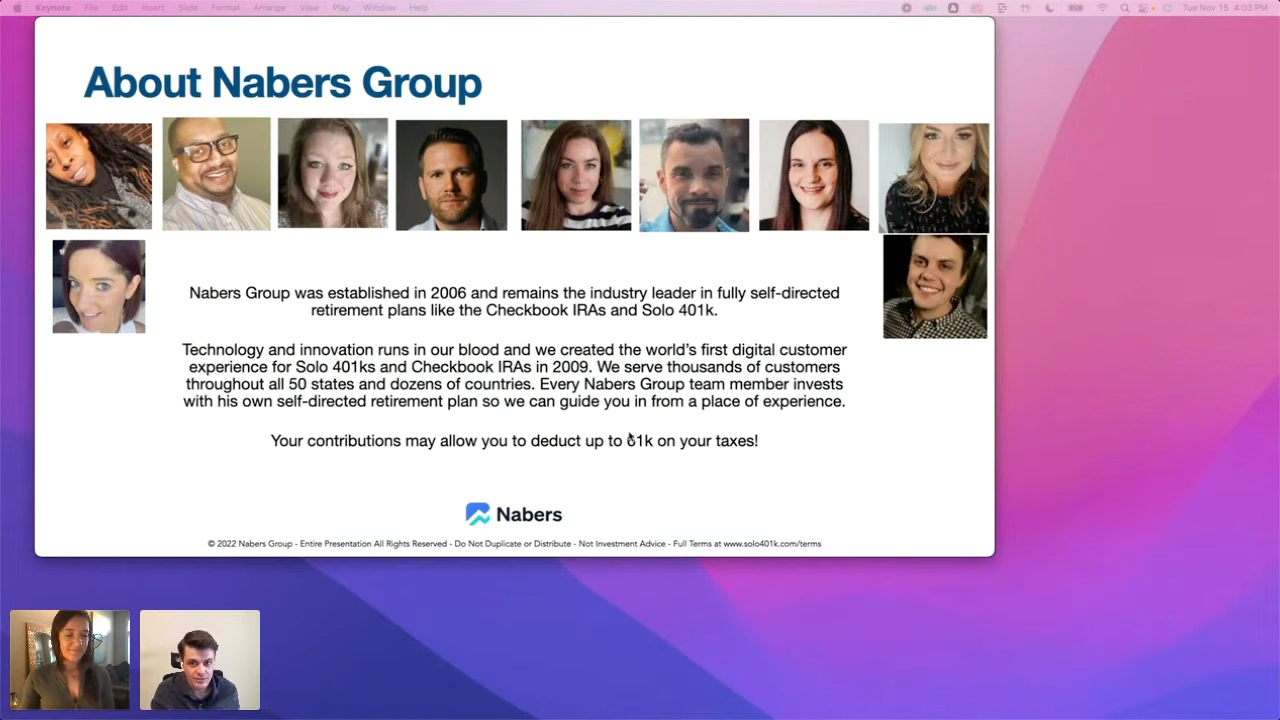 Keynote File Edit Insert Slide Format Arrange View Play Window Help Tue Nov 15 4:03 PM
About Nabers Group
Nabers Group was established in 2006 and remains the industry leader in fully self-directed
retirement plans like the Checkbook IRAs and Solo 401k.
Technology and innovation runs in our blood and we created the world's first digital customer
experience for Solo 401ks and Checkbook IRAs in 2009. We serve thousands of customers
throughout all 50 states and dozens of countries. Every Nabers Group team member invests
with his own self-directed retirement plan so we can guide you in from a place of experience.
Your contributions may allow you to deduct up to 61k on your taxes!
Nabers
© 2022 Nabers Group - Entire Presentation All Rights Reserved - Do Not Duplicate or Distribute - Not Investment Advice - Full Terms at www.solo401k.com/terms